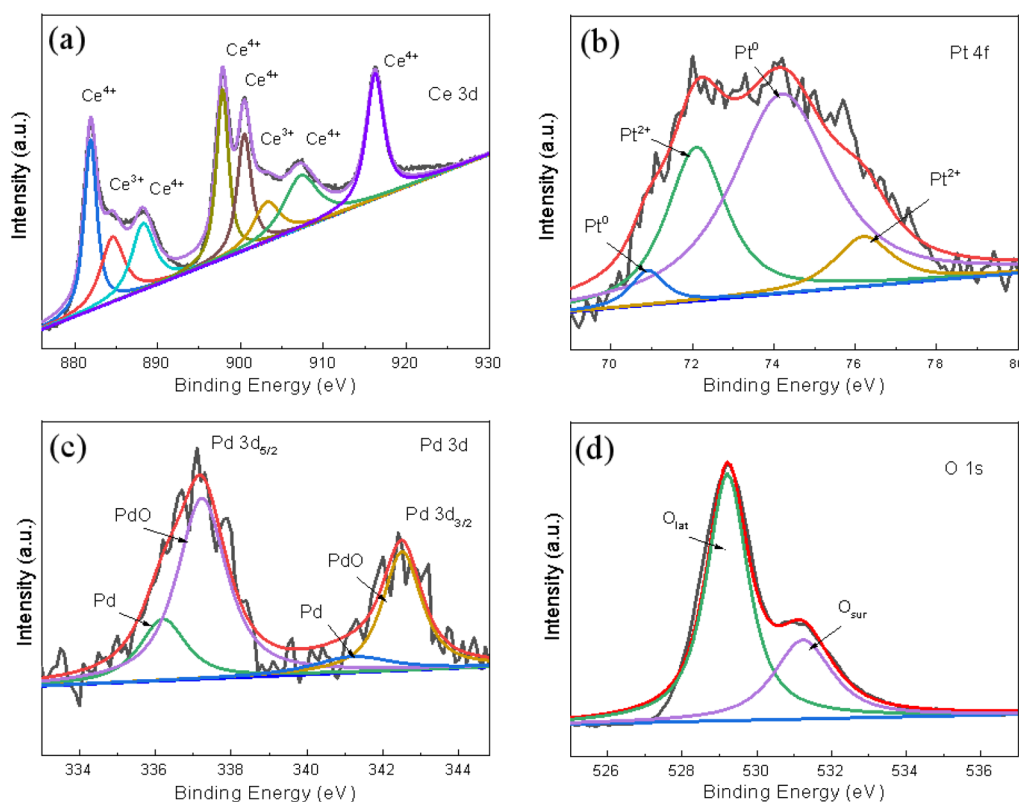 (a)
Ce⁴⁺
Ce⁴⁺
Ce⁴⁺
Ce⁴⁺
Ce 3d
Ce³⁺
Ce⁴⁺
Ce³⁺
Ce⁴⁺
Intensity (a.u.)
880 890 900 910 920 930
Binding Energy (eV)
(b)
Pt⁰
Pt 4f
Pt²⁺
Pt²⁺
Pt⁰
Intensity (a.u.)
70 72 74 76 78 80
Binding Energy (eV)
(c)
Pd 3d₅/₂
Pd 3d
PdO
Pd 3d₃/₂
PdO
Pd
Pd
Intensity (a.u.)
334 336 338 340 342 344
Binding Energy (eV)
(d)
O 1s
Oₗₐₜ
Oₛᵤᵣ
Intensity (a.u.)
526 528 530 532 534 536
Binding Energy (eV)